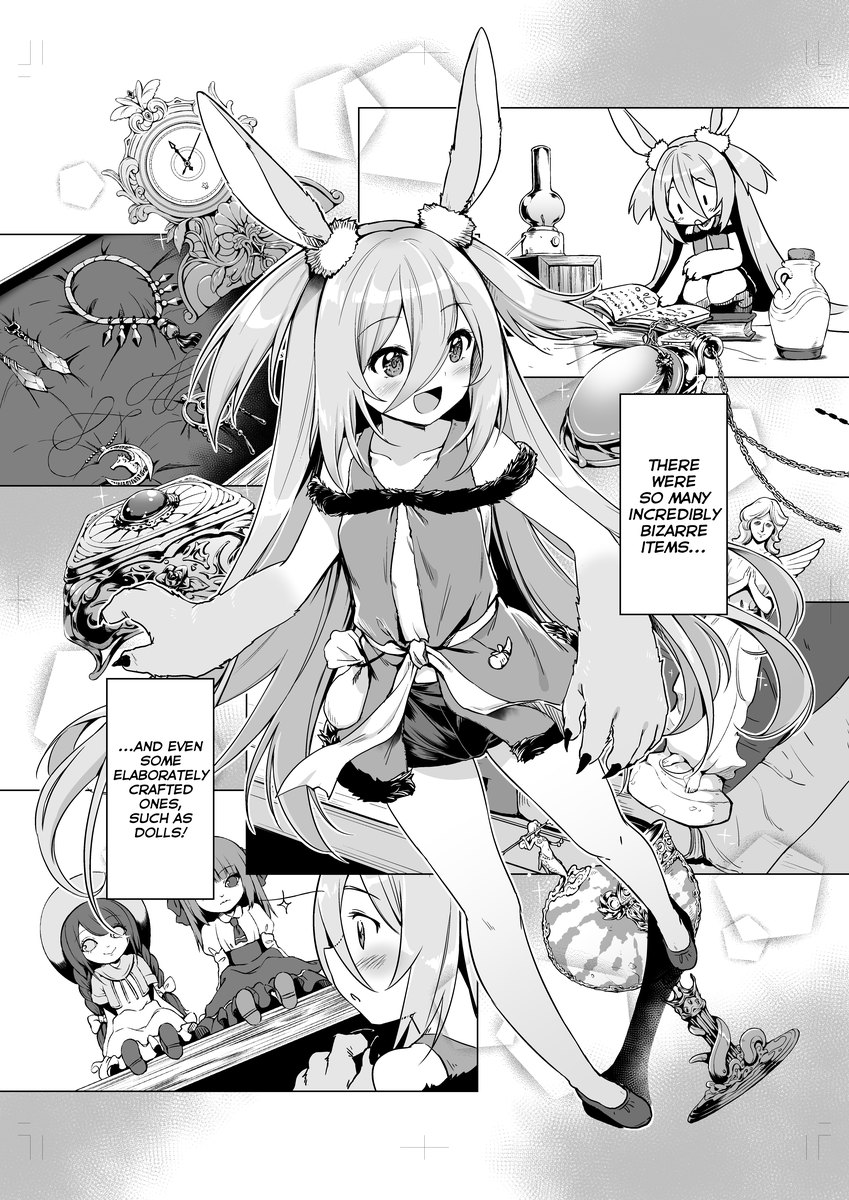 THERE
WERE
SO MANY
INCREDIBLY
BIZARRE
ITEMS...
...AND EVEN
SOME
ELABORATELY
CRAFTED
ONES,
SUCH AS
DOLLS!